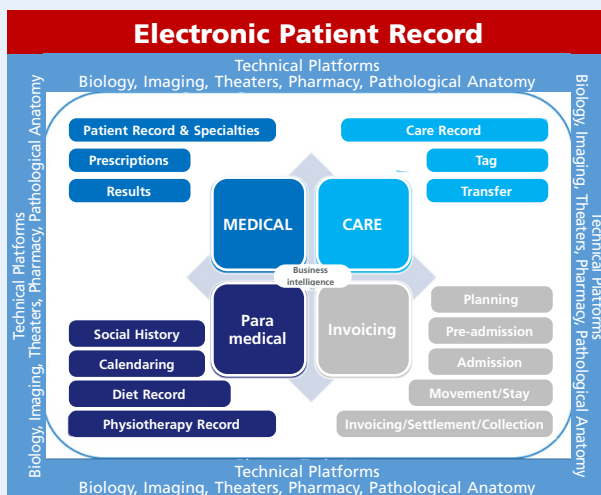 Electronic Patient Record
Technical Platforms
Biology, Imaging, Theaters, Pharmacy, Pathological Anatomy
Technical Platforms
Biology, Imaging, Theaters, Pharmacy, Pathological Anatomy
Patient Record & Specialties
Prescriptions
Results
Care Record
Tag
Transfer
MEDICAL
CARE
Business
intelligence
Para
medical
Invoicing
Social History
Calendaring
Diet Record
Physiotherapy Record
Planning
Pre-admission
Admission
Movement/Stay
Invoicing/Settlement/Collection
Technical Platforms
Biology, Imaging, Theaters, Pharmacy, Pathological Anatomy
Technical Platforms
Biology, Imaging, Theaters, Pharmacy, Pathological Anatomy